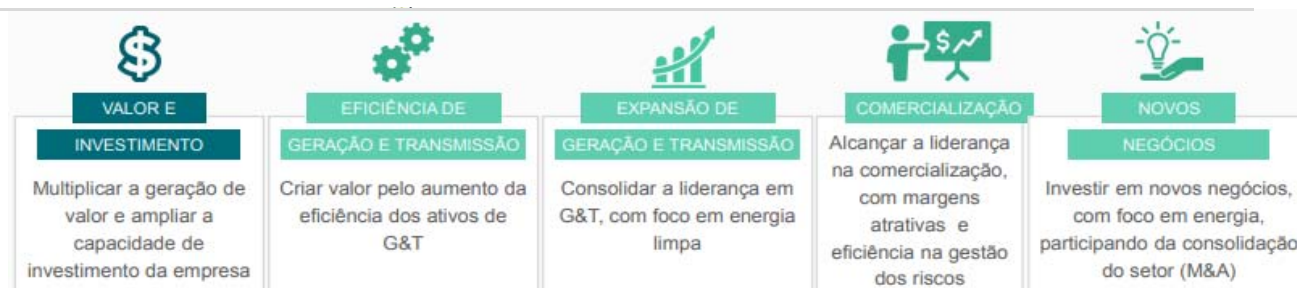 VALOR E
INVESTIMENTO
Multiplicar a geração de
valor e ampliar a
capacidade de
investimento da empresa
EFICIÊNCIA DE
GERAÇÃO E TRANSMISSÃO
Criar valor pelo aumento da
eficiência dos ativos de
G&T
EXPANSÃO DE
GERAÇÃO E TRANSMISSÃO
Consolidar a liderança em
G&T, com foco em energia
limpa
$
COMERCIALIZAÇÃO
Alcançar a liderança
na comercialização,
com margens
atrativas e
eficiência na gestão
dos riscos
NOVOS
NEGÓCIOS
Investir em novos negócios,
com foco em energia,
participando da consolidação
do setor (M&A)